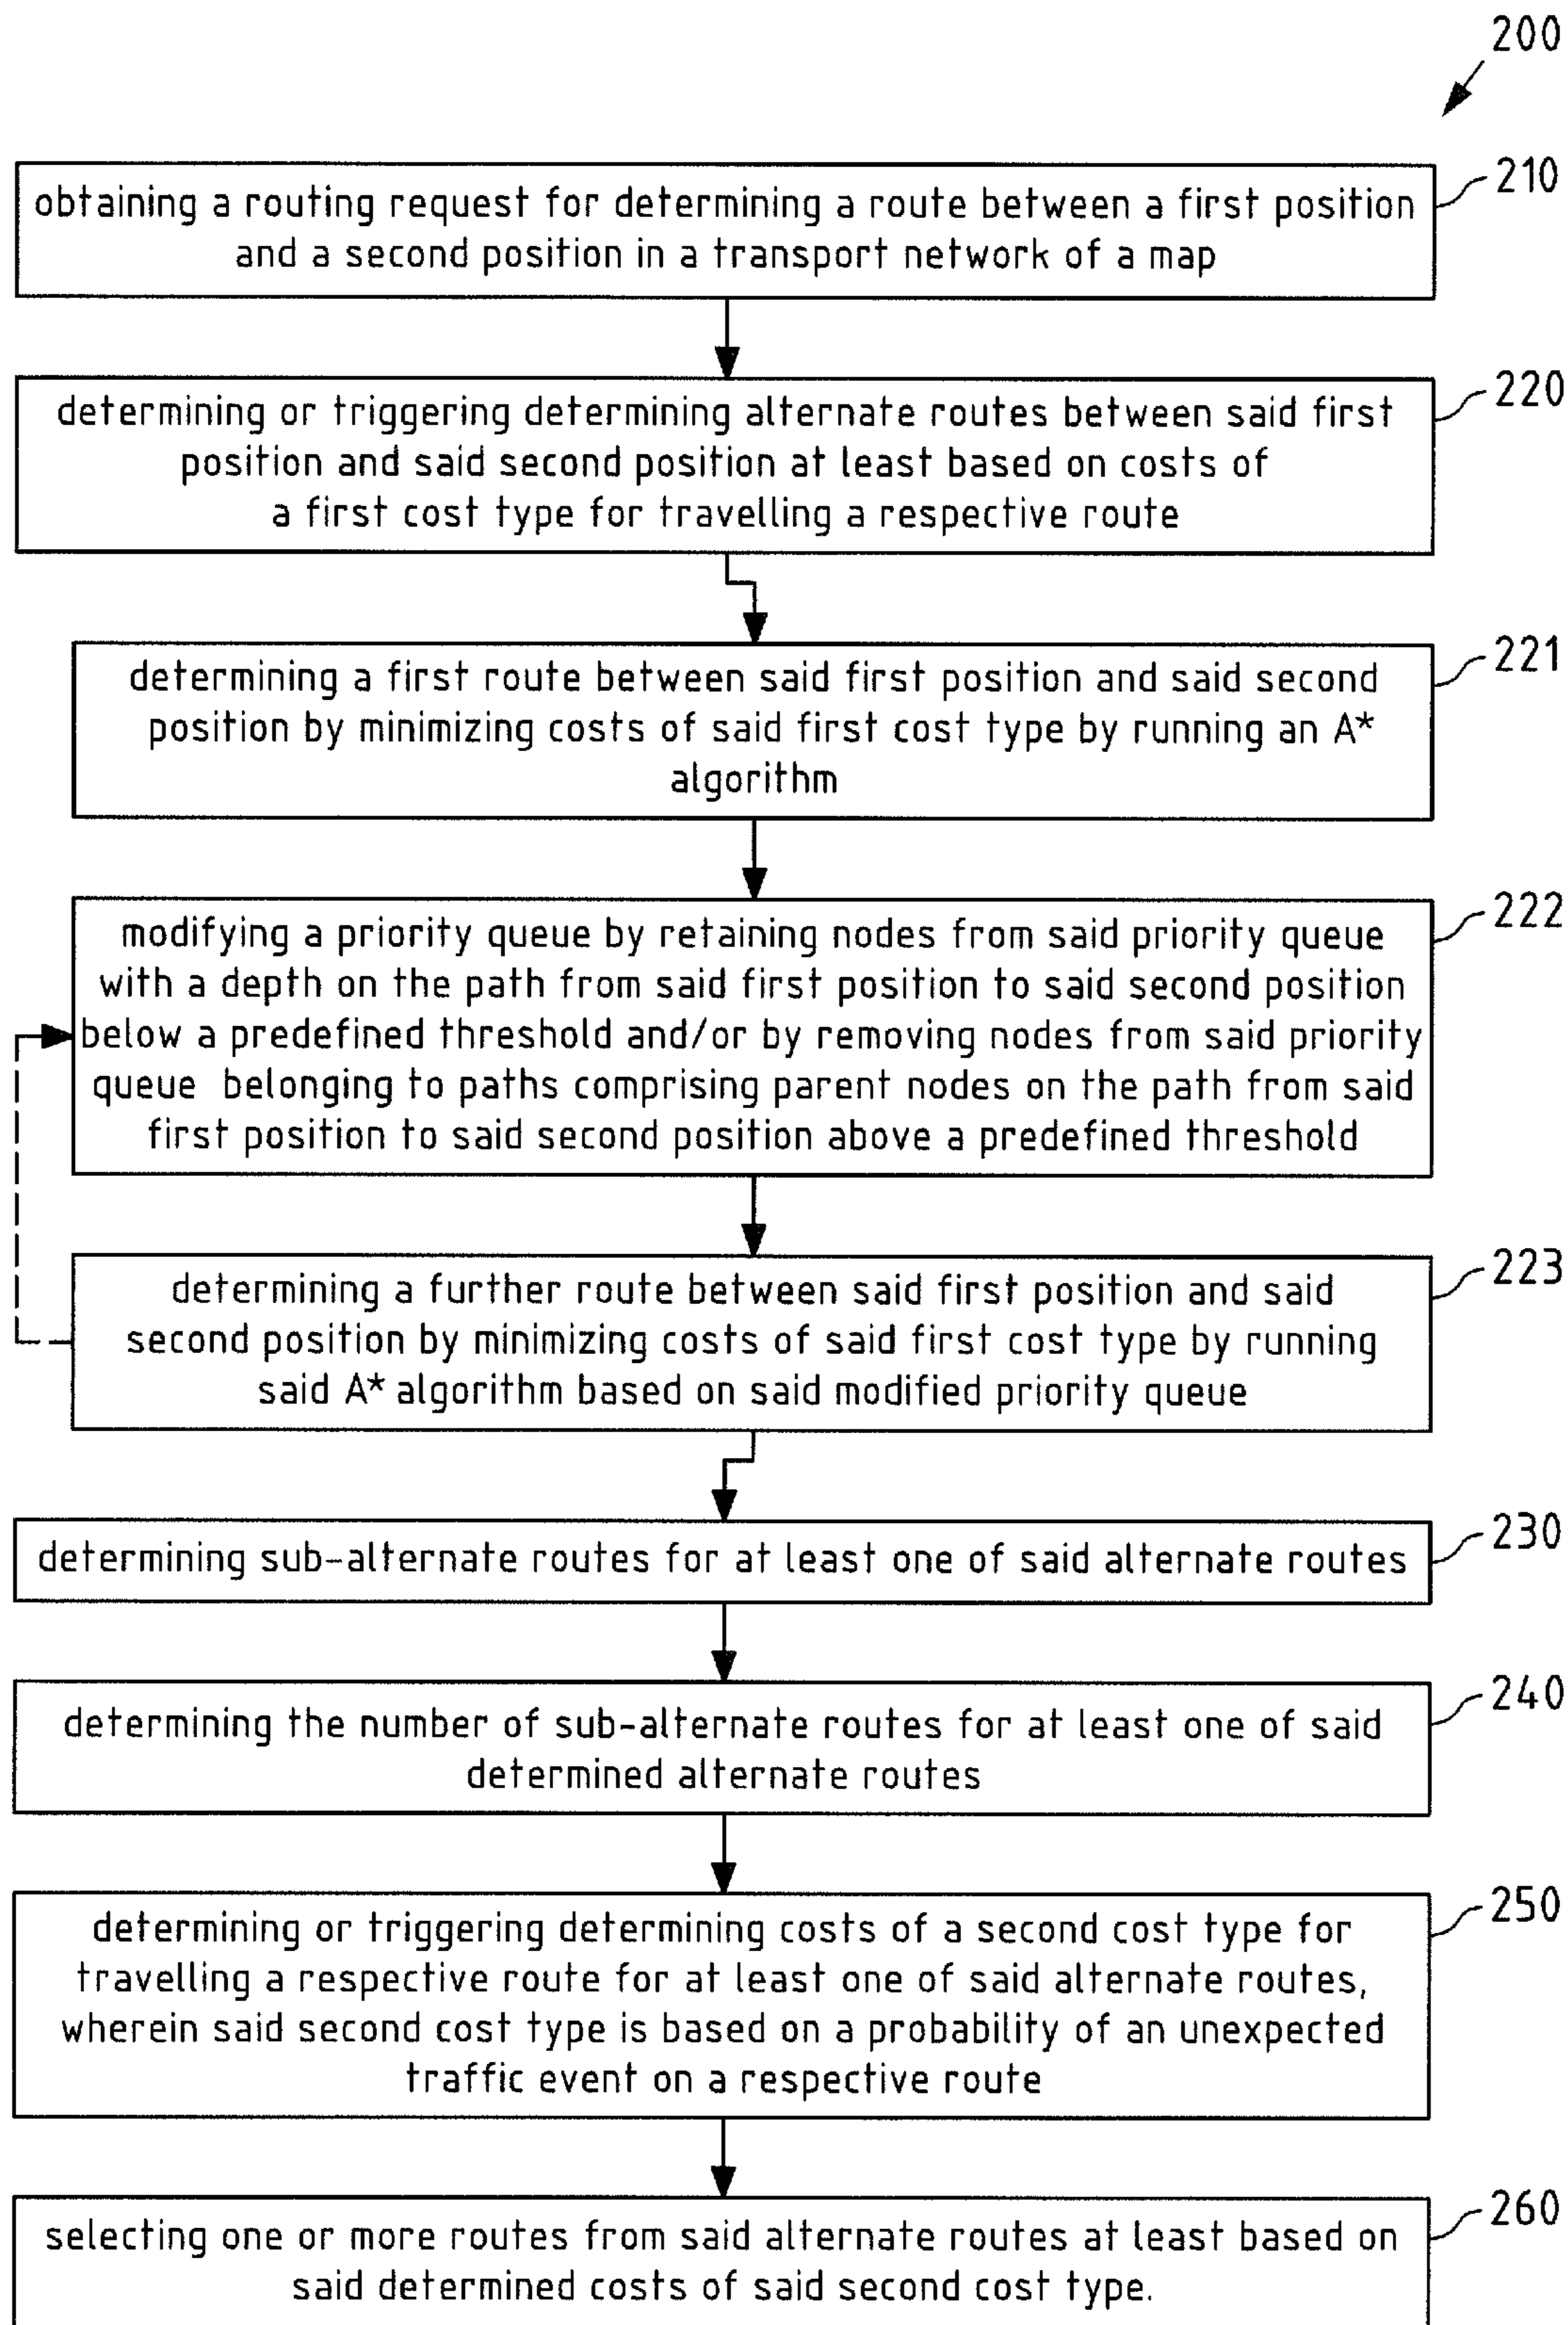 200
210
obtaining a routing request for determining a route between a first position
and a second position in a transport network of a map
220
determining or triggering determining alternate routes between said first
position and said second position at least based on costs of
a first cost type for travelling a respective route
221
determining a first route between said first position and said second
position by minimizing costs of said first cost type by running an A*
algorithm
222
modifying a priority queue by retaining nodes from said priority queue
with a depth on the path from said first position to said second position
below a predefined threshold and/or by removing nodes from said priority
queue belonging to paths comprising parent nodes on the path from said
first position to said second position above a predefined threshold
223
determining a further route between said first position and said
second position by minimizing costs of said first cost type by running
said A* algorithm based on said modified priority queue
230
determining sub-alternate routes for at least one of said alternate routes
240
determining the number of sub-alternate routes for at least one of said
determined alternate routes
250
determining or triggering determining costs of a second cost type for
travelling a respective route for at least one of said alternate routes,
wherein said second cost type is based on a probability of an unexpected
traffic event on a respective route
260
selecting one or more routes from said alternate routes at least based on
said determined costs of said second cost type.